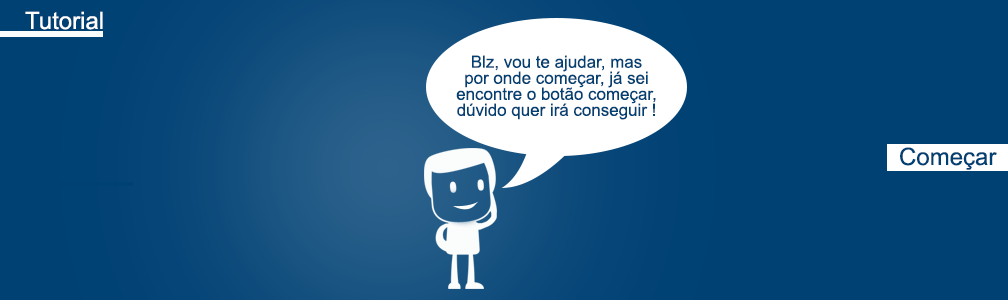 Tutorial
Blz, vou te ajudar, mas
por onde começar, já sei
encontre o botão começar,
dúvido quer irá conseguir !
Começar